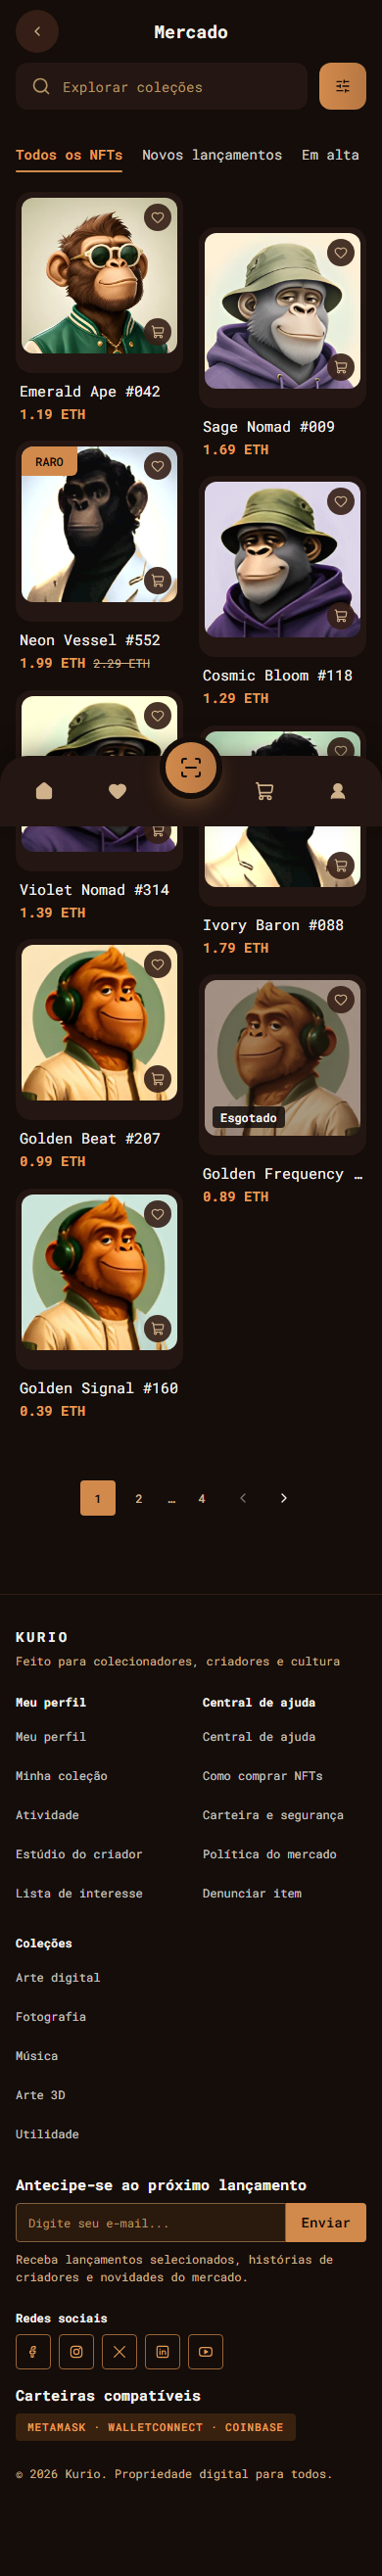 Mercado
Explorar coleções
Todos os NFTs Novos lançamentos Em alta
Emerald Ape #042
1.19 ETH
Sage Nomad #009
1.69 ETH
RARO
Neon Vessel #552
1.99 ETH 2.29 ETH
Cosmic Bloom #118
1.29 ETH
Violet Nomad #314
1.39 ETH
Ivory Baron #088
1.79 ETH
Golden Beat #207
0.99 ETH
Esgotado
Golden Frequency …
0.89 ETH
Golden Signal #160
0.39 ETH
1 2 … 4
KURIO
Feito para colecionadores, criadores e cultura
Meu perfil
Meu perfil
Minha coleção
Atividade
Estúdio do criador
Lista de interesse
Central de ajuda
Central de ajuda
Como comprar NFTs
Carteira e segurança
Política do mercado
Denunciar item
Coleções
Arte digital
Fotografia
Música
Arte 3D
Utilidade
Antecipe-se ao próximo lançamento
Digite seu e-mail... Enviar
Receba lançamentos selecionados, histórias de
criadores e novidades do mercado.
Redes sociais
Carteiras compatíveis
METAMASK · WALLETCONNECT · COINBASE
© 2026 Kurio. Propriedade digital para todos.